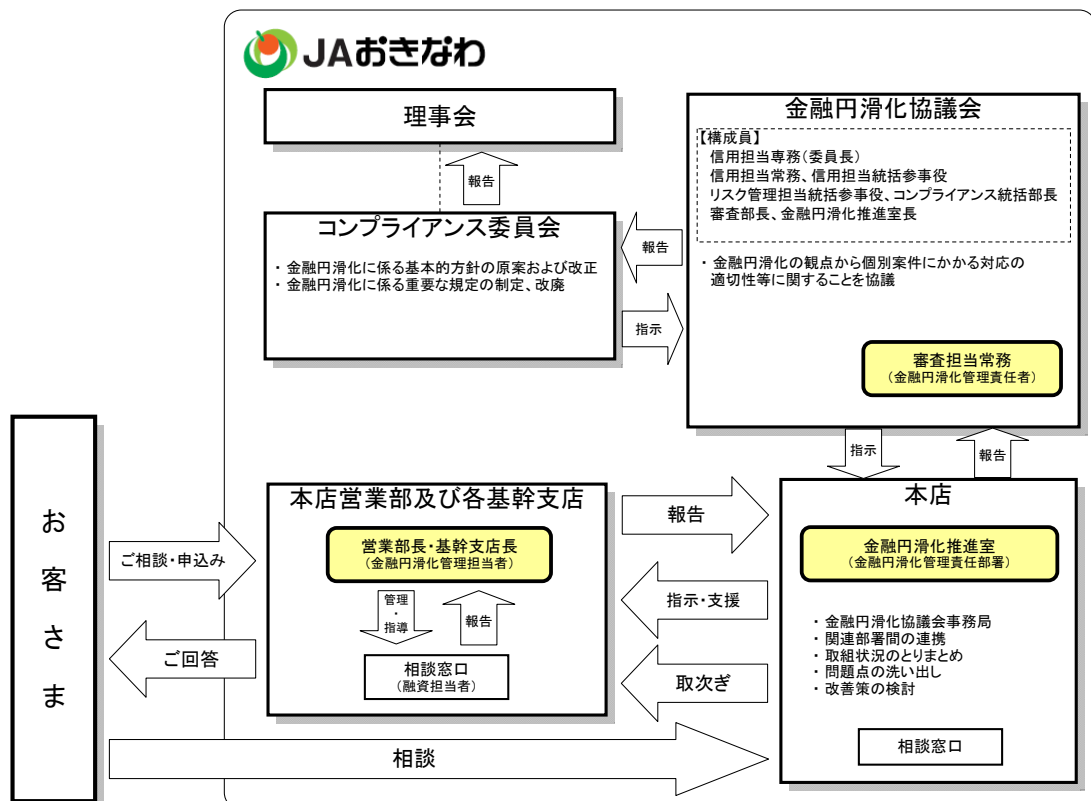 JAおきなわ
理事会
報告
コンプライアンス委員会
・ 金融円滑化に係る基本的方針の原案および改正
・ 金融円滑化に係る重要な規定の制定、改廃
報告
指示
金融円滑化協議会
【構成員】
信用担当専務（委員長）
信用担当常務、信用担当統括参事役
リスク管理担当統括参事役、コンプライアンス統括部長
審査部長、金融円滑化推進室長
・ 金融円滑化の観点から個別案件にかかる対応の
適切性等に関することを協議
審査担当常務
（金融円滑化管理責任者）
指示
報告
お客さま
ご相談・申込み
ご回答
本店営業部及び各基幹支店
営業部長・基幹支店長
（金融円滑化管理担当者）
管理
・
指導
報告
相談窓口
（融資担当者）
報告
指示・支援
取次ぎ
相談
本店
金融円滑化推進室
（金融円滑化管理責任部署）
・ 金融円滑化協議会事務局
・ 関連部署間の連携
・ 取組状況のとりまとめ
・ 問題点の洗い出し
・ 改善策の検討
相談窓口